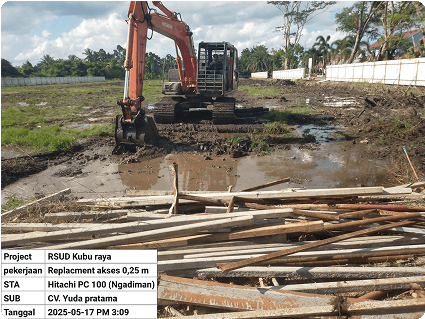 Project RSUD Kubu raya
pekerjaan Replacment akses 0,25 m
STA Hitachi PC 100 (Ngadiman)
SUB CV. Yuda pratama
Tanggal 2025-05-17 PM 3:09